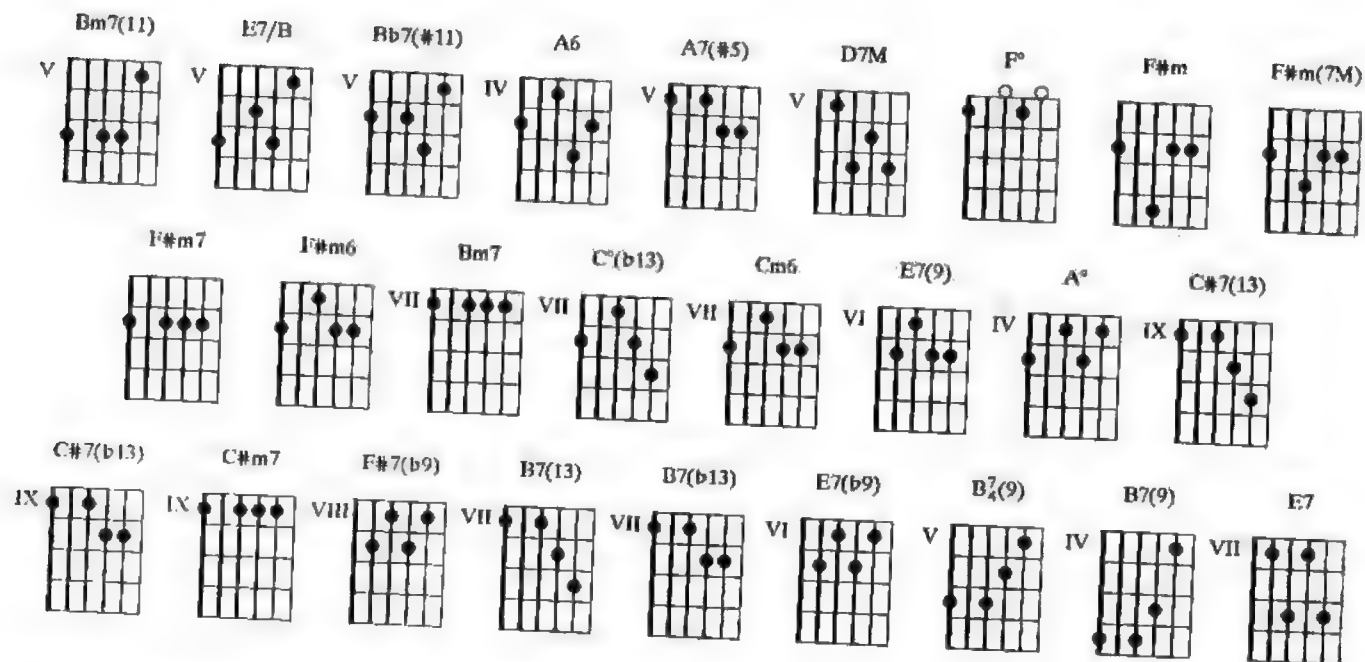 Bm7(11) E7/B Bb7(#11) A6 A7(#5) D7M F° F#m F#m(7M)
V V V IV V V
F#m7 F#m6 Bm7 C°(b13) Cm6 E7(9) A° C#7(13)
VII VII VII VI IV IX
C#7(b13) C#m7 F#7(b9) B7(13) B7(b13) E7(b9) B7/4(9) B7(9) E7
IX IX VIII VII VII VI V IV VII